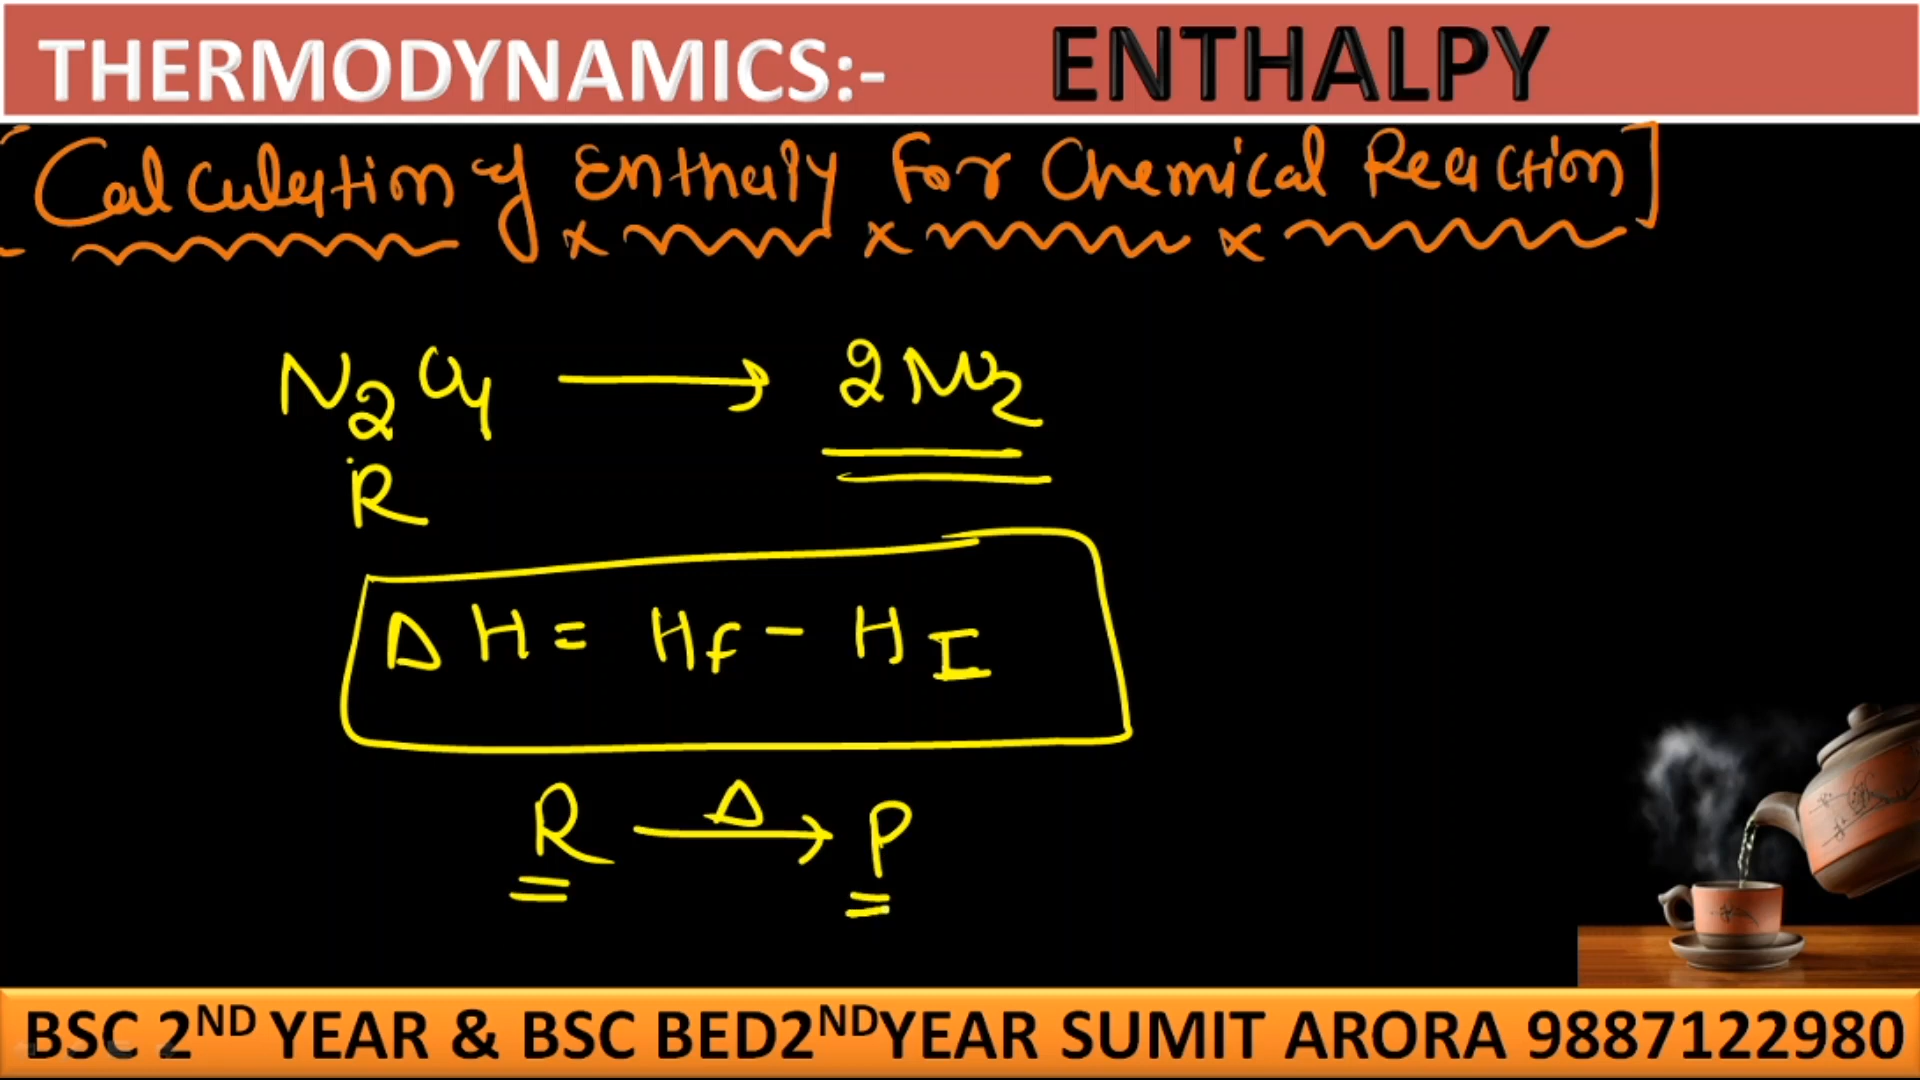 THERMODYNAMICS:- ENTHALPY
[Calculation of Enthaly For Chemical Reaction]
N₂O₄ → 2NO₂
R
ΔH = Hf - HI
R Δ→ P
BSC 2ND YEAR & BSC BED2NDYEAR SUMIT ARORA 9887122980